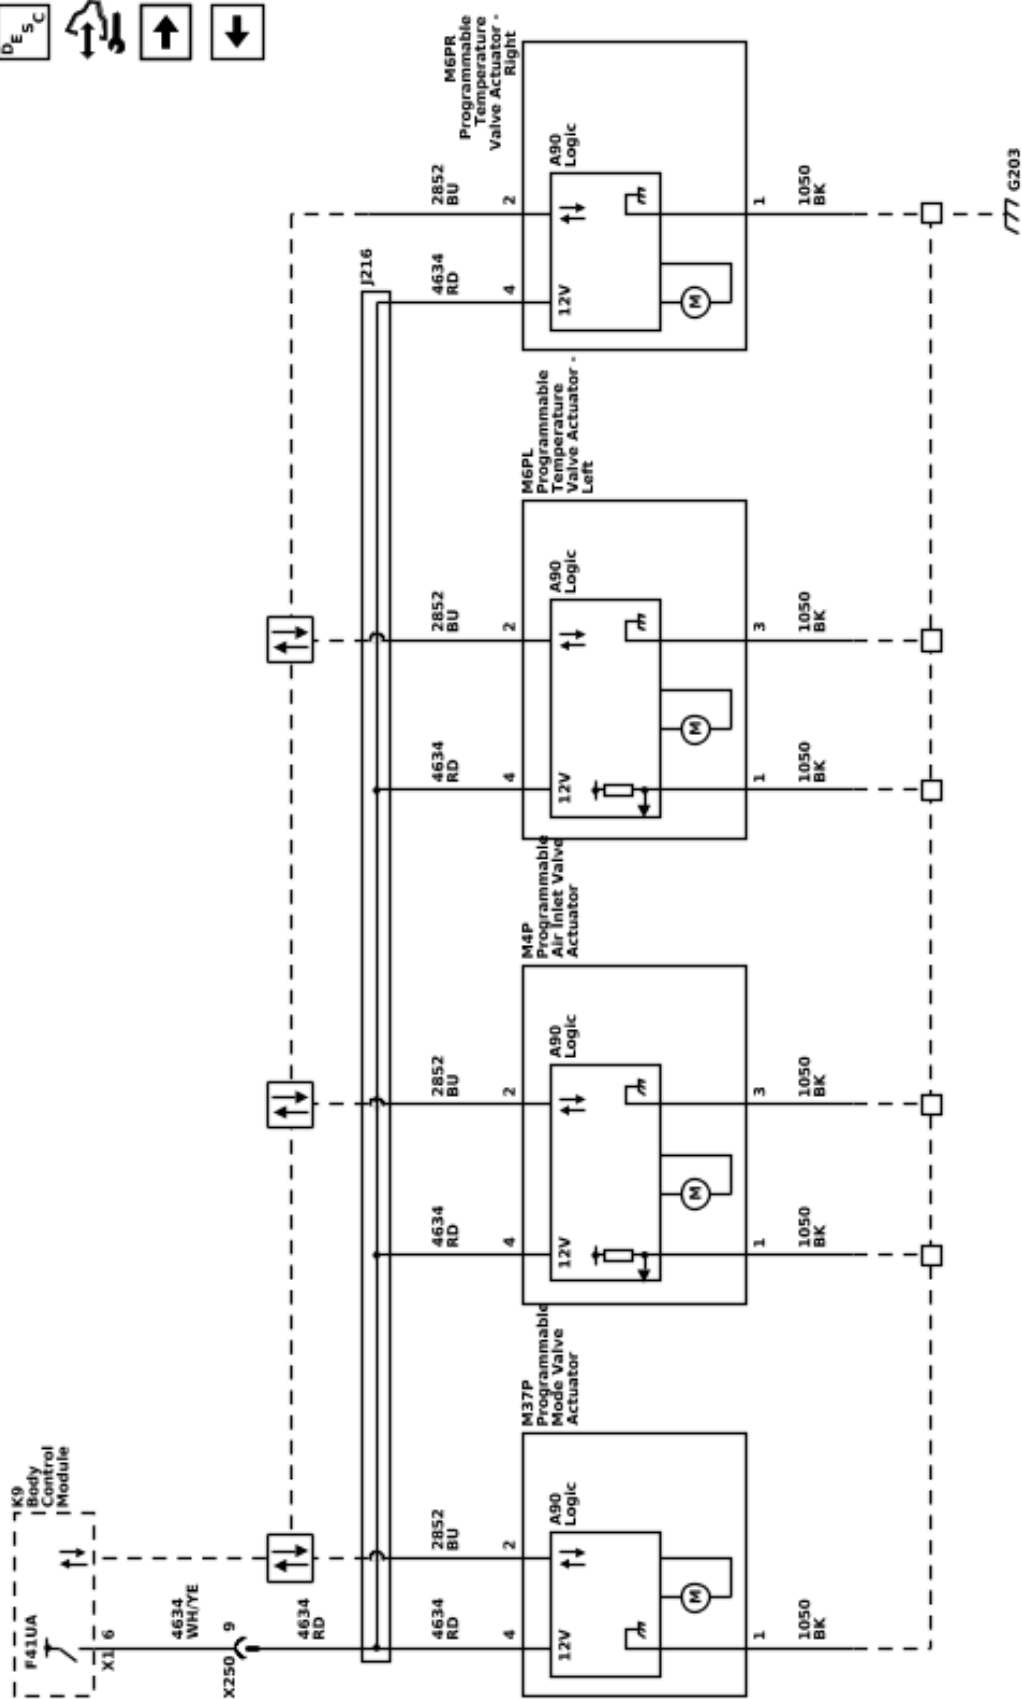 DESC
K9
Body
Control
Module
F41UA
X1
6
4634
WH/YE
X250
9
4634
RD
J216
4634
RD
2852
BU
4634
RD
2852
BU
4634
RD
2852
BU
4634
RD
2852
BU
M37P
Programmable
Mode Valve
Actuator
4
2
A90
Logic
12V
M
1
1050
BK
M4P
Programmable
Air Inlet Valve
Actuator
4
2
A90
Logic
12V
M
1
3
1050
BK
1050
BK
M6PL
Programmable
Temperature
Valve Actuator -
Left
4
2
A90
Logic
12V
M
1
3
1050
BK
1050
BK
M6PR
Programmable
Temperature
Valve Actuator -
Right
4
2
A90
Logic
12V
M
1
1050
BK
G203